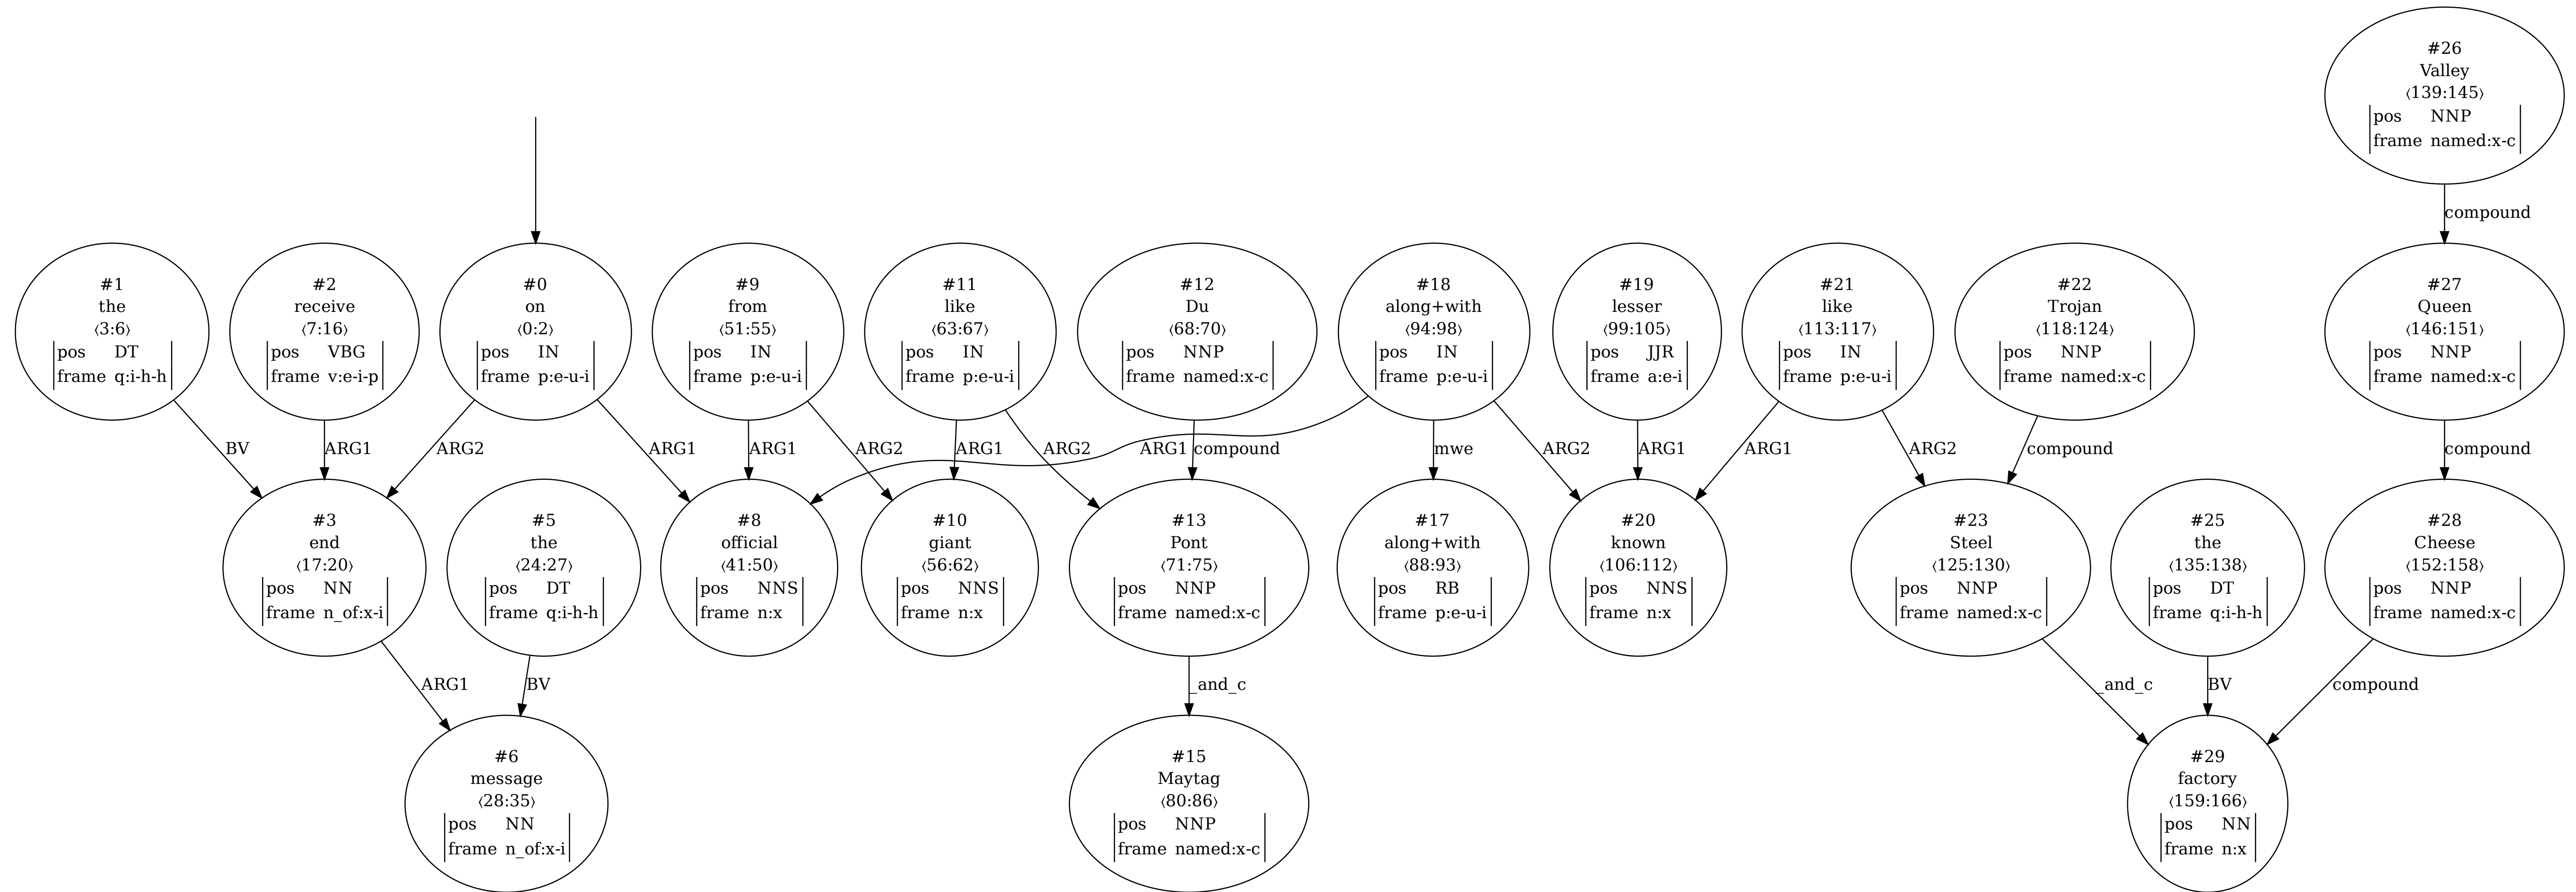 #26
Valley
⟨139:145⟩
pos NNP
frame named:x-c
compound
#1
the
⟨3:6⟩
pos DT
frame q:i-h-h
#2
receive
⟨7:16⟩
pos VBG
frame v:e-i-p
#0
on
⟨0:2⟩
pos IN
frame p:e-u-i
#9
from
⟨51:55⟩
pos IN
frame p:e-u-i
#11
like
⟨63:67⟩
pos IN
frame p:e-u-i
#12
Du
⟨68:70⟩
pos NNP
frame named:x-c
#18
along+with
⟨94:98⟩
pos IN
frame p:e-u-i
#19
lesser
⟨99:105⟩
pos JJR
frame a:e-i
#21
like
⟨113:117⟩
pos IN
frame p:e-u-i
#22
Trojan
⟨118:124⟩
pos NNP
frame named:x-c
#27
Queen
⟨146:151⟩
pos NNP
frame named:x-c
BV
ARG1
ARG2
ARG1
ARG1
ARG2
ARG1
ARG2
ARG1
compound
mwe
ARG2
ARG1
ARG1
ARG2
compound
compound
#3
end
⟨17:20⟩
pos NN
frame n_of:x-i
#5
the
⟨24:27⟩
pos DT
frame q:i-h-h
#8
official
⟨41:50⟩
pos NNS
frame n:x
#10
giant
⟨56:62⟩
pos NNS
frame n:x
#13
Pont
⟨71:75⟩
pos NNP
frame named:x-c
#17
along+with
⟨88:93⟩
pos RB
frame p:e-u-i
#20
known
⟨106:112⟩
pos NNS
frame n:x
#23
Steel
⟨125:130⟩
pos NNP
frame named:x-c
#25
the
⟨135:138⟩
pos DT
frame q:i-h-h
#28
Cheese
⟨152:158⟩
pos NNP
frame named:x-c
ARG1
BV
_and_c
_and_c
BV
compound
#6
message
⟨28:35⟩
pos NN
frame n_of:x-i
#15
Maytag
⟨80:86⟩
pos NNP
frame named:x-c
#29
factory
⟨159:166⟩
pos NN
frame n:x